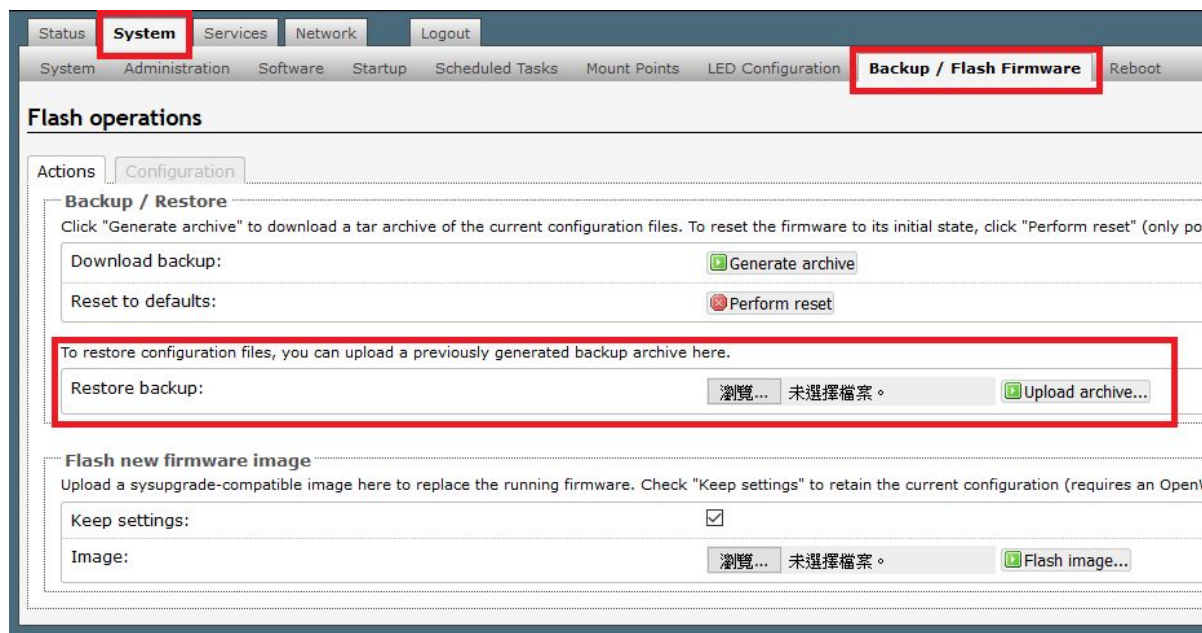 Status System Services Network Logout
System Administration Software Startup Scheduled Tasks Mount Points LED Configuration Backup / Flash Firmware Reboot
Flash operations
Actions Configuration
Backup / Restore
Click "Generate archive" to download a tar archive of the current configuration files. To reset the firmware to its initial state, click "Perform reset" (only po
Download backup: Generate archive
Reset to defaults: Perform reset
To restore configuration files, you can upload a previously generated backup archive here.
Restore backup: 瀏覽... 未選擇檔案。 Upload archive...
Flash new firmware image
Upload a sysupgrade-compatible image here to replace the running firmware. Check "Keep settings" to retain the current configuration (requires an Open
Keep settings:
Image: 瀏覽... 未選擇檔案。 Flash image...